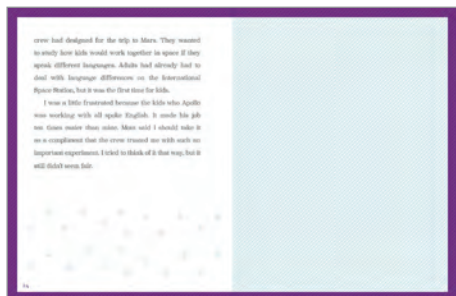 crew had designed for the trip to Mars. They wanted
to study how kids would work together in space if they
speak different languages. Adults had already had to
deal with language differences on the International
Space Station, but it was the first time for kids.
I was a little frustrated because the kids who Apollo
was working with all spoke English. It made his job
ten times easier than mine. Mom said I should take it
as a compliment that the crew trusted me with such an
important experiment. I tried to think of it that way, but it
still didn't seem fair.